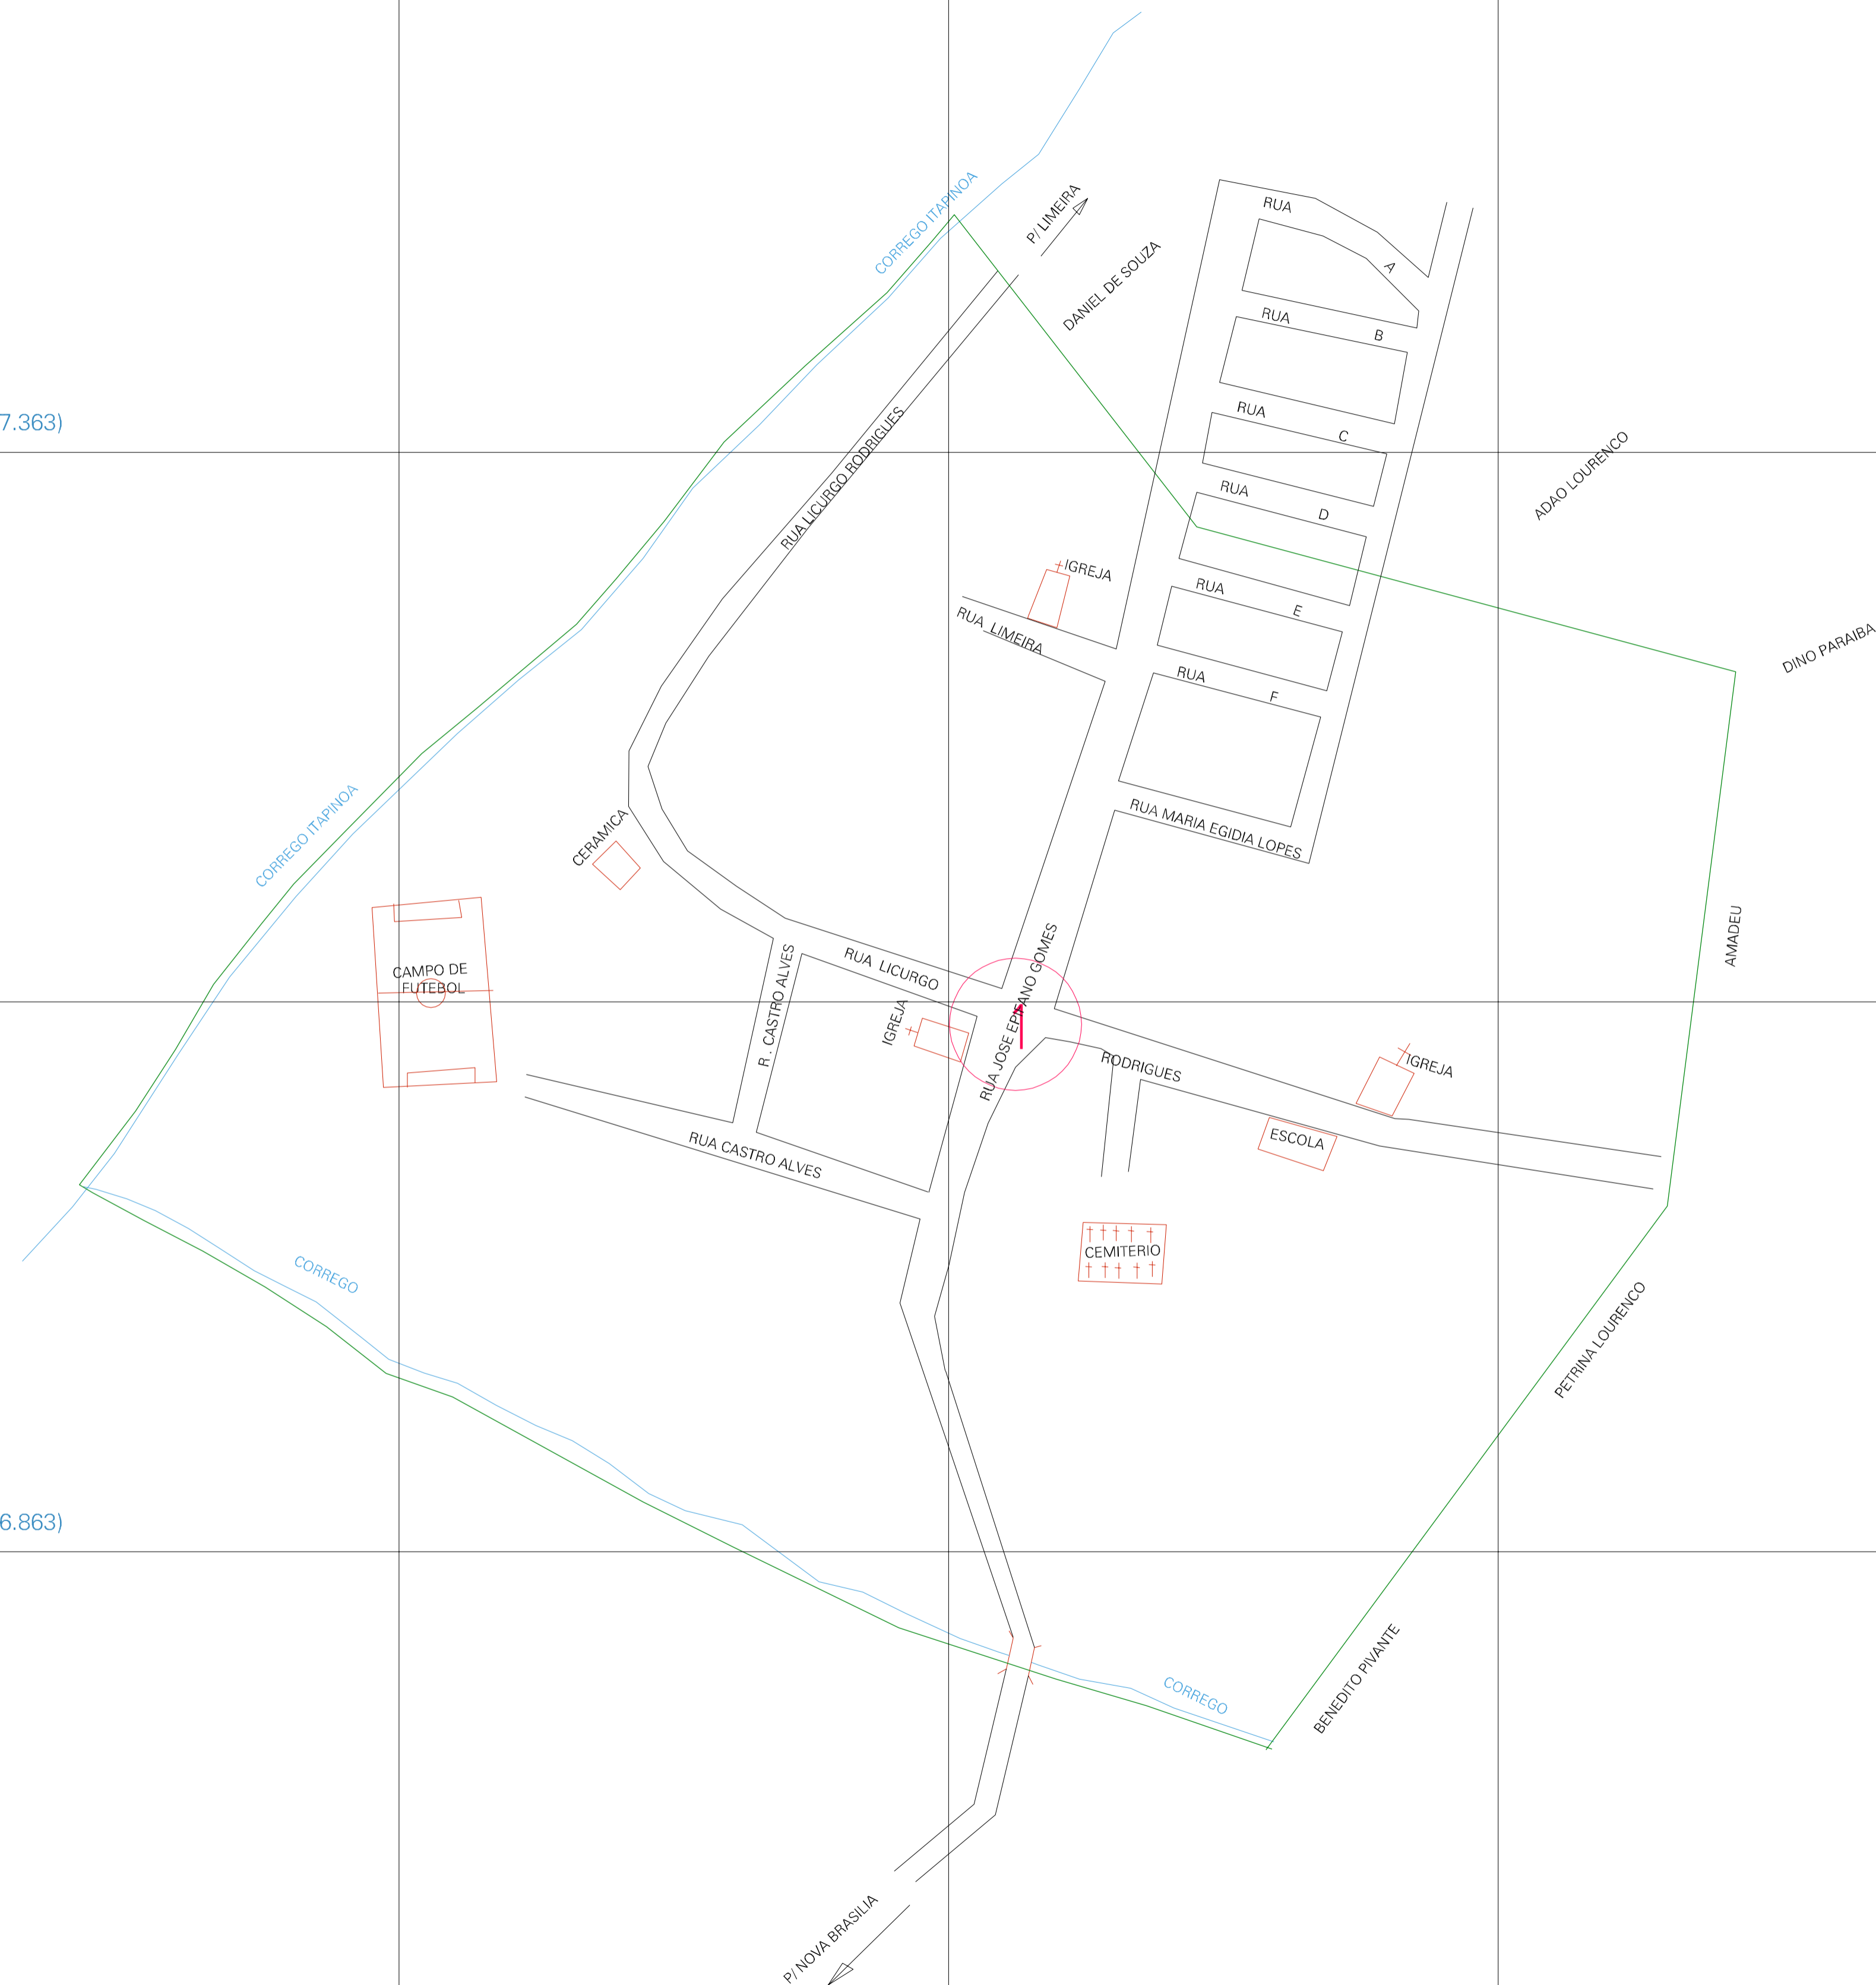 CORREGO ITAPINOA
P/ LIMEIRA
DANIEL DE SOUZA
RUA
A
RUA
B
RUA
C
RUA
D
RUA
E
RUA
F
7.363)
RUA LICURGO RODRIGUES
ADAO LOURENCO
IGREJA
RUA LIMEIRA
DINO PARAIBA
CORREGO ITAPINOA
CERAMICA
RUA MARIA EGIDIA LOPES
CAMPO DE
FUTEBOL
R. CASTRO ALVES
RUA LICURGO
IGREJA
RUA JOSE EPIFANO GOMES
RODRIGUES
IGREJA
AMADEU
ESCOLA
RUA CASTRO ALVES
CEMITERIO
CORREGO
PETRINA LOURENCO
6.863)
CORREGO
BENEDITO PIVANTE
P/ NOVA BRASILIA